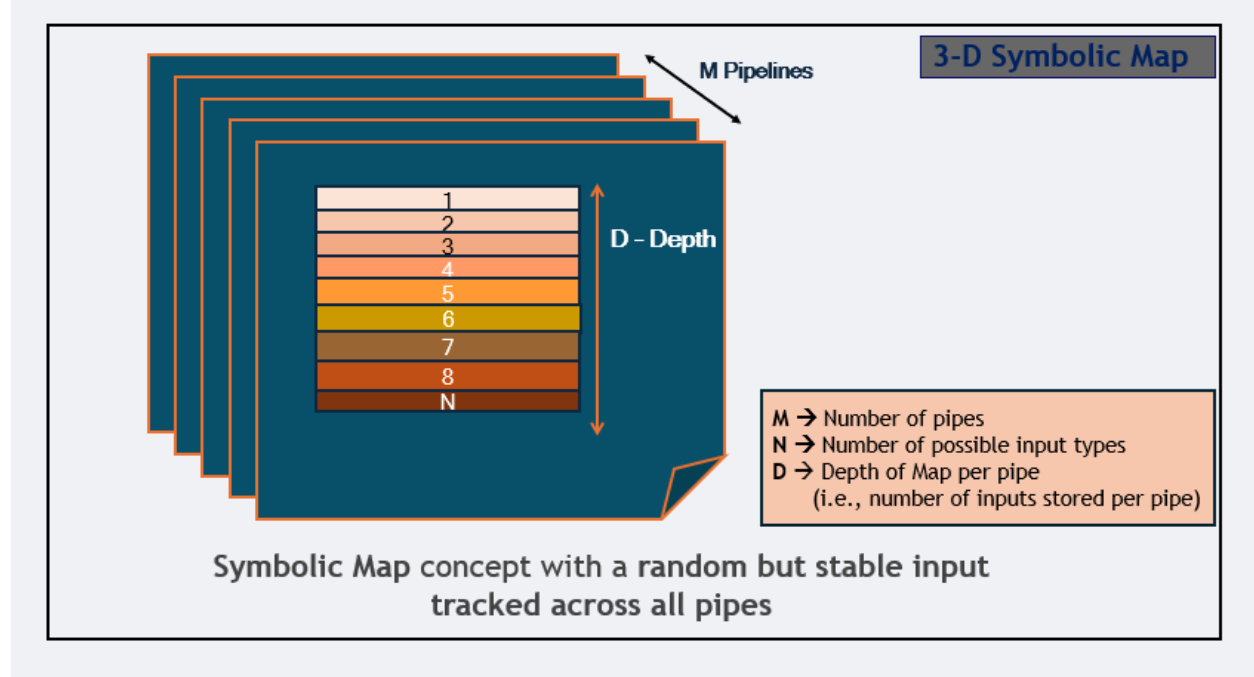 3-D Symbolic Map
M Pipelines
1
2
3
4
5
6
7
8
N
D - Depth
M → Number of pipes
N → Number of possible input types
D → Depth of Map per pipe
(i.e., number of inputs stored per pipe)
Symbolic Map concept with a random but stable input
tracked across all pipes